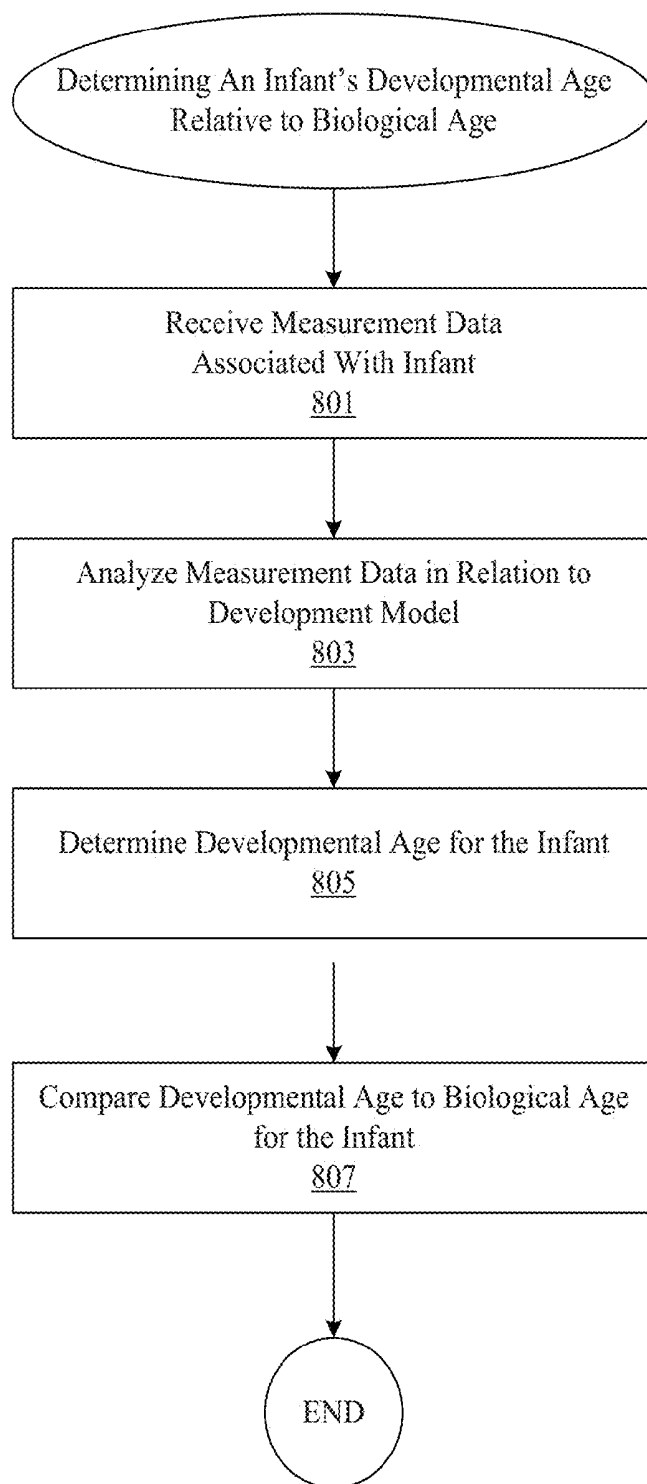 Determining An Infant's Developmental Age
Relative to Biological Age
Receive Measurement Data
Associated With Infant
801
Analyze Measurement Data in Relation to
Development Model
803
Determine Developmental Age for the Infant
805
Compare Developmental Age to Biological Age
for the Infant
807
END